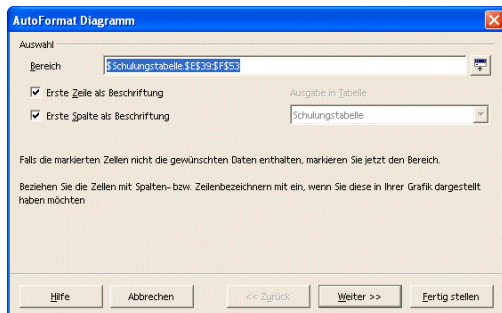 AutoFormat Diagramm
Auswahl
Bereich $Schulungstabelle.$E$39:$F$53
Erste Zeile als Beschriftung Ausgabe in Tabelle
Erste Spalte als Beschriftung Schulungstabelle
Falls die markierten Zellen nicht die gewünschten Daten enthalten, markieren Sie jetzt den Bereich.
Beziehen Sie die Zellen mit Spalten- bzw. Zeilenbezeichnern mit ein, wenn Sie diese in Ihrer Grafik dargestellt
haben möchten
Hilfe Abbrechen << Zurück Weiter >> Fertig stellen